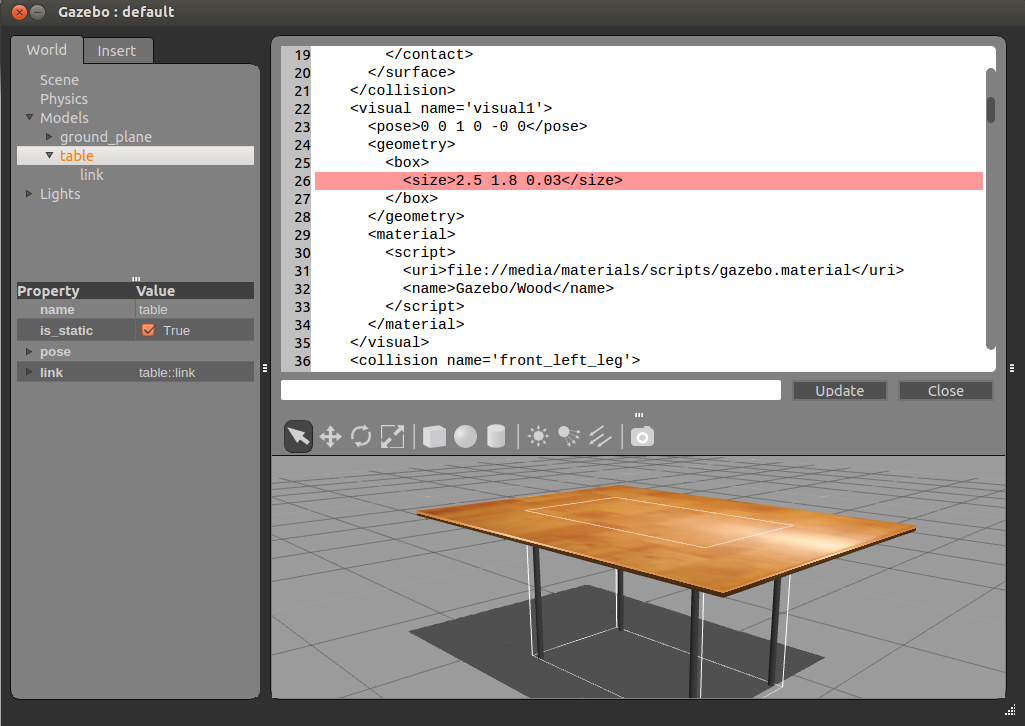 Gazebo : default
World Insert
Scene
Physics
Models
ground_plane
table
link
Lights
Property Value
name table
is_static True
pose
link table::link
19 </contact>
20 </surface>
21 </collision>
22 <visual name='visual1'>
23 <pose>0 0 1 0 -0 0</pose>
24 <geometry>
25 <box>
26 <size>2.5 1.8 0.03</size>
27 </box>
28 </geometry>
29 <material>
30 <script>
31 <uri>file://media/materials/scripts/gazebo.material</uri>
32 <name>Gazebo/Wood</name>
33 </script>
34 </material>
35 </visual>
36 <collision name='front_left_leg'>
Update Close